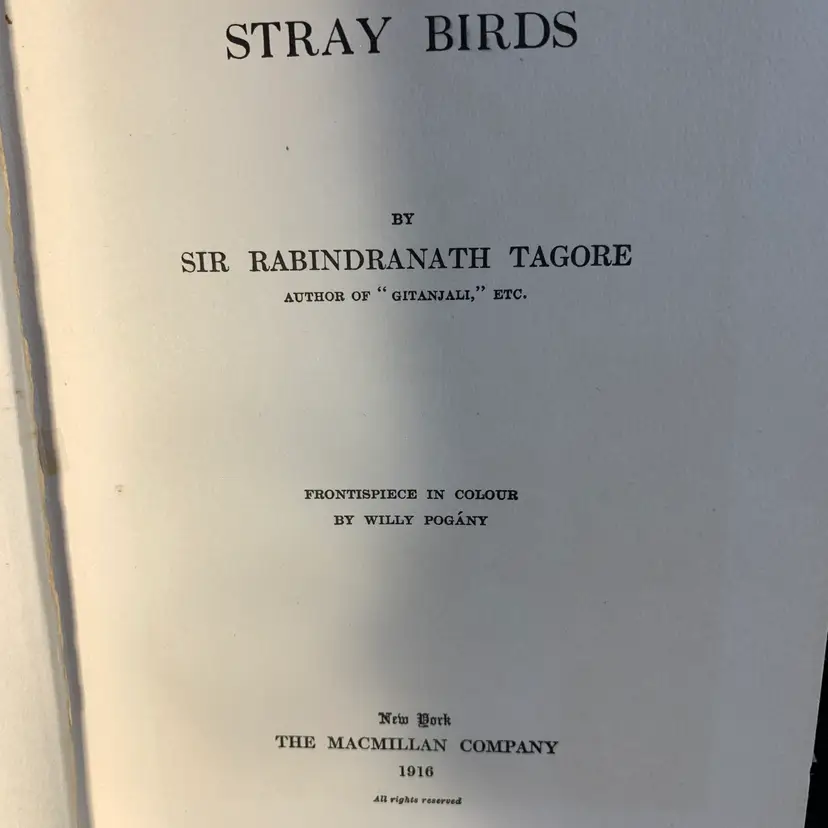 STRAY BIRDS
BY
SIR RABINDRANATH TAGORE
AUTHOR OF “ GITANJALI,” ETC.
FRONTISPIECE IN COLOUR
BY WILLY POGÁNY
New York
THE MACMILLAN COMPANY
1916
All rights reserved